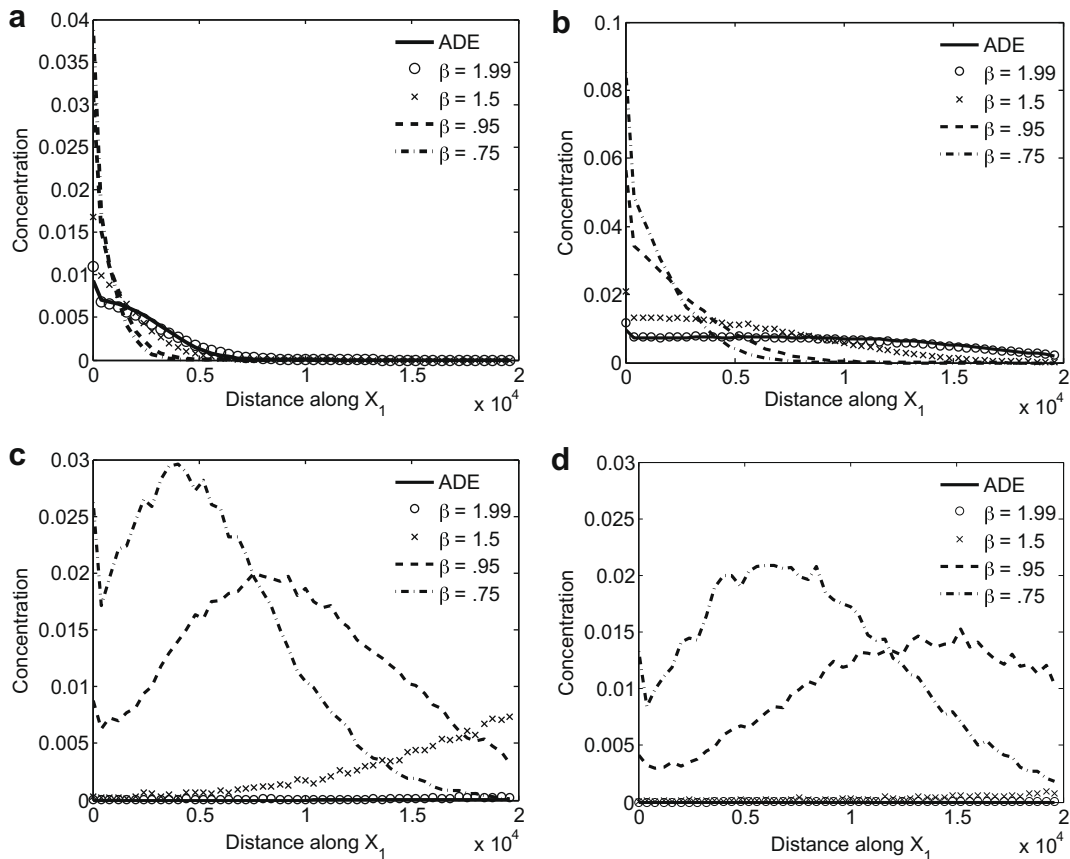 a
0.04
0.035
0.03
0.025
0.02
0.015
0.01
0.005
0
Concentration
ADE
β = 1.99
β = 1.5
β = .95
β = .75
0
0.5
1
1.5
2
x 10^4
Distance along X_1
b
0.1
0.08
0.06
0.04
0.02
0
Concentration
ADE
β = 1.99
β = 1.5
β = .95
β = .75
0
0.5
1
1.5
2
x 10^4
Distance along X_1
c
0.03
0.025
0.02
0.015
0.01
0.005
0
Concentration
ADE
β = 1.99
β = 1.5
β = .95
β = .75
0
0.5
1
1.5
2
x 10^4
Distance along X_1
d
0.03
0.025
0.02
0.015
0.01
0.005
0
Concentration
ADE
β = 1.99
β = 1.5
β = .95
β = .75
0
0.5
1
1.5
2
x 10^4
Distance along X_1